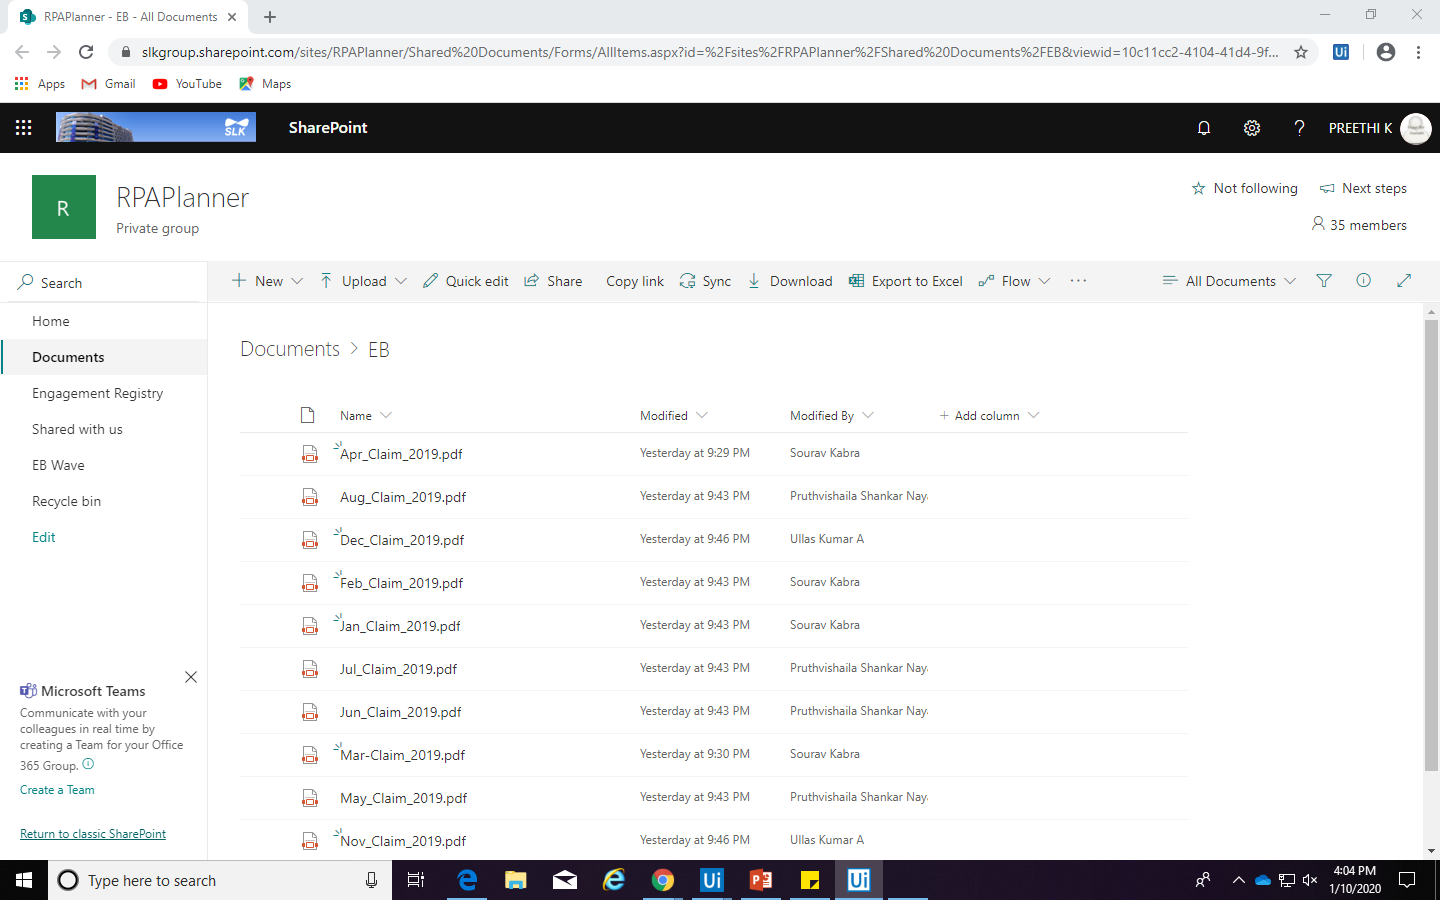 RPAPlanner - EB - All Documents
slkgroup.sharepoint.com/sites/RPAPlanner/Shared%20Documents/Forms/AllItems.aspx?id=%2Fsites%2FRPAPlanner%2FShared%20Documents%2FEB&viewid=10c11cc2-4104-41d4-9f...
Ui
Apps Gmail YouTube Maps
SLK SharePoint ? PREETHI K
R
RPAPlanner
Private group
Not following Next steps
35 members
Search
New Upload Quick edit Share Copy link Sync Download Export to Excel Flow ... All Documents
Home
Documents
Engagement Registry
Shared with us
EB Wave
Recycle bin
Edit
Documents > EB
Name Modified Modified By + Add column
Apr_Claim_2019.pdf Yesterday at 9:29 PM Sourav Kabra
Aug_Claim_2019.pdf Yesterday at 9:43 PM Pruthvishaila Shankar Nay
Dec_Claim_2019.pdf Yesterday at 9:46 PM Ullas Kumar A
Feb_Claim_2019.pdf Yesterday at 9:43 PM Sourav Kabra
Jan_Claim_2019.pdf Yesterday at 9:43 PM Sourav Kabra
Jul_Claim_2019.pdf Yesterday at 9:43 PM Pruthvishaila Shankar Nay
Jun_Claim_2019.pdf Yesterday at 9:43 PM Pruthvishaila Shankar Nay
Mar-Claim_2019.pdf Yesterday at 9:30 PM Sourav Kabra
May_Claim_2019.pdf Yesterday at 9:43 PM Pruthvishaila Shankar Nay
Nov_Claim_2019.pdf Yesterday at 9:46 PM Ullas Kumar A
Microsoft Teams
Communicate with your
colleagues in real time by
creating a Team for your Office
365 Group.
Create a Team
Return to classic SharePoint
Type here to search
Ui
Ui
4:04 PM
1/10/2020